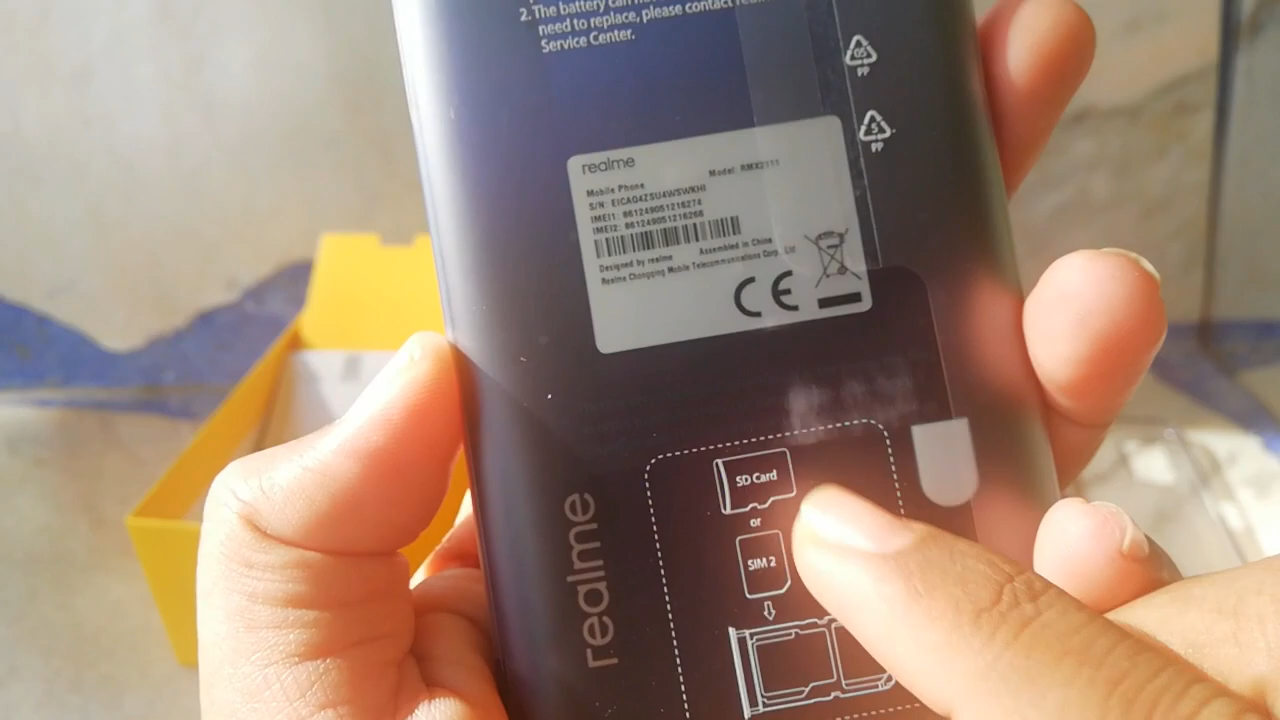 2. The battery can
need to replace, please contact
Service Center.
05
PP
5
PP
realme
Mobile Phone Model: RMX2111
S/N: EICAO4ZSU4WSWKHI
IMEI1: 861249051216274
IMEI2: 861249051216266
Designed by realme Assembled in China
Realme Chongqing Mobile Telecommunications Corp., Ltd
CE
SD Card
or
SIM 2
realme